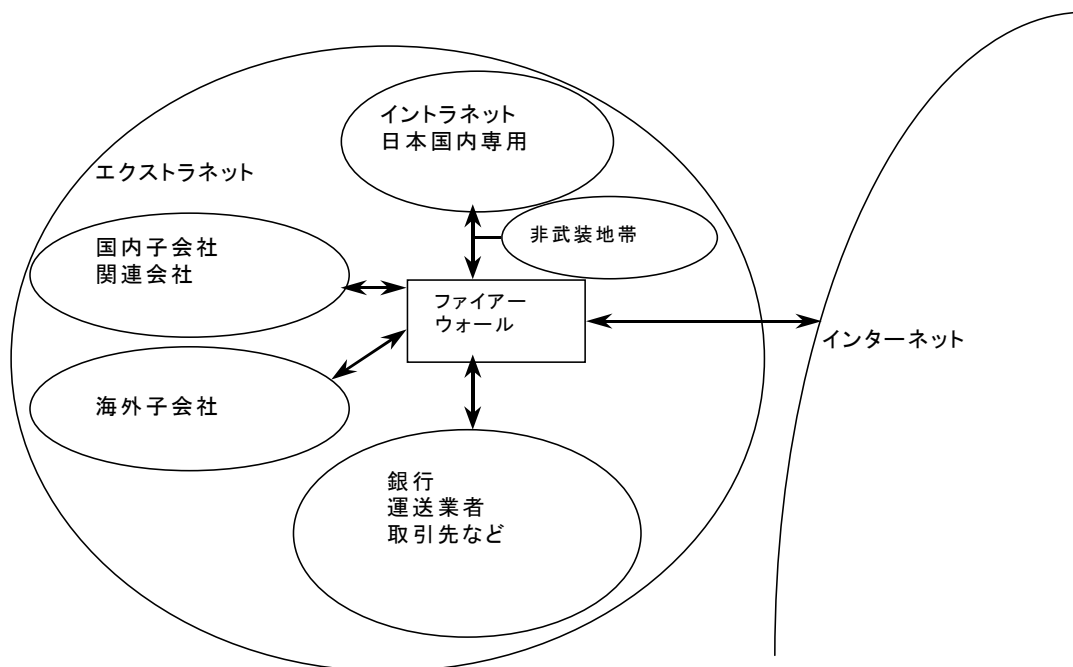 イントラネット
日本国内専用
エクストラネット
非武装地帯
国内子会社
関連会社
ファイアー
ウォール
インターネット
海外子会社
銀行
運送業者
取引先など